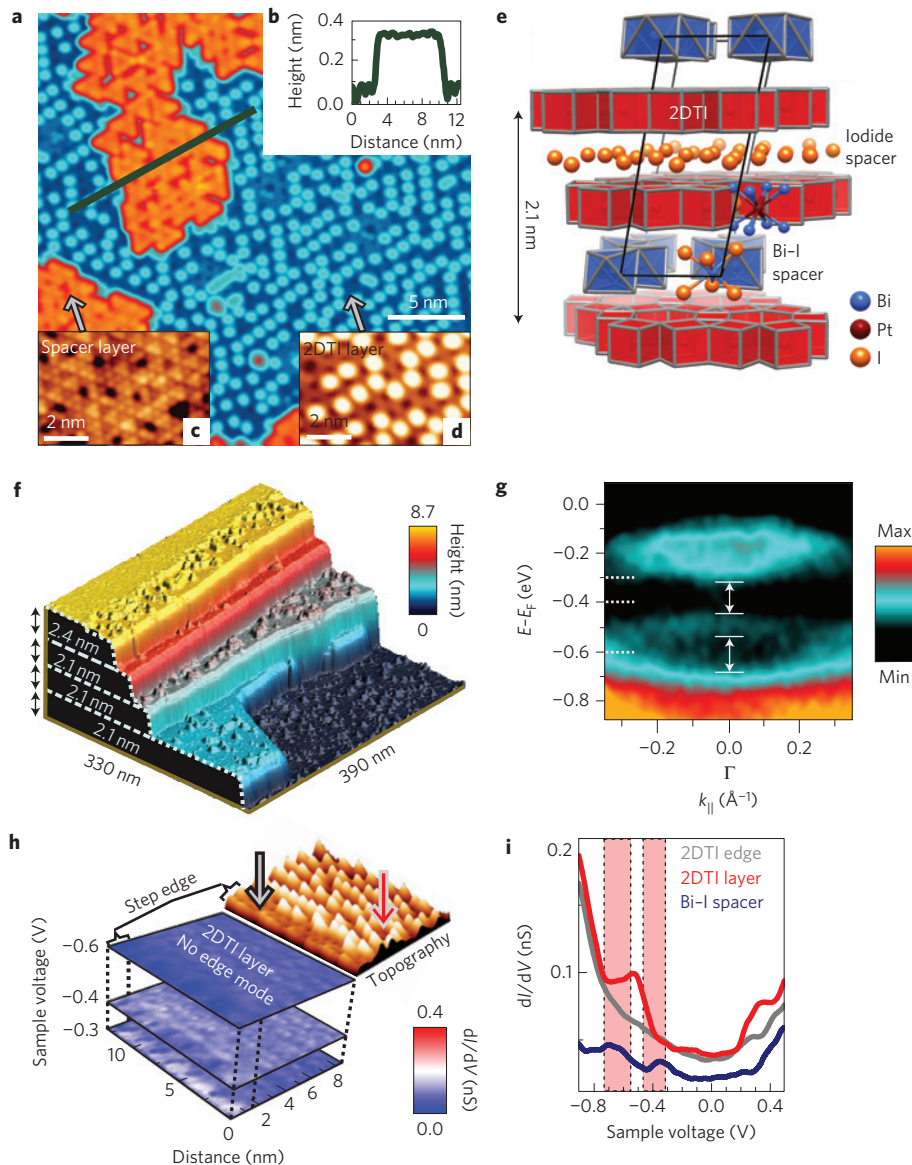 a
b
Height
(nm)
0.4
0.2
0.0
0
4
8
12
Distance (nm)
5 nm
Spacer layer
2 nm
c
2DTI layer
2 nm
d
e
2DTI
Iodide
spacer
2.1 nm
Bi–I
spacer
Bi
Pt
I
f
8.7
Height (nm)
0
2.4 nm
2.1 nm
2.1 nm
2.1 nm
330 nm
390 nm
g
0.0
−0.2
−0.4
−0.6
−0.8
E–EF (eV)
−0.2
0.0
0.2
Γ
k|| (Å−1)
Max
Min
h
Step edge
2DTI layer
No edge mode
Topography
Sample voltage (V)
−0.6
−0.4
−0.3
10
5
0
2
4
6
8
Distance (nm)
0.4
dI/dV (nS)
0.0
i
0.2
0.1
dI/dV (nS)
2DTI edge
2DTI layer
Bi–I spacer
−0.8
−0.4
0.0
0.4
Sample voltage (V)